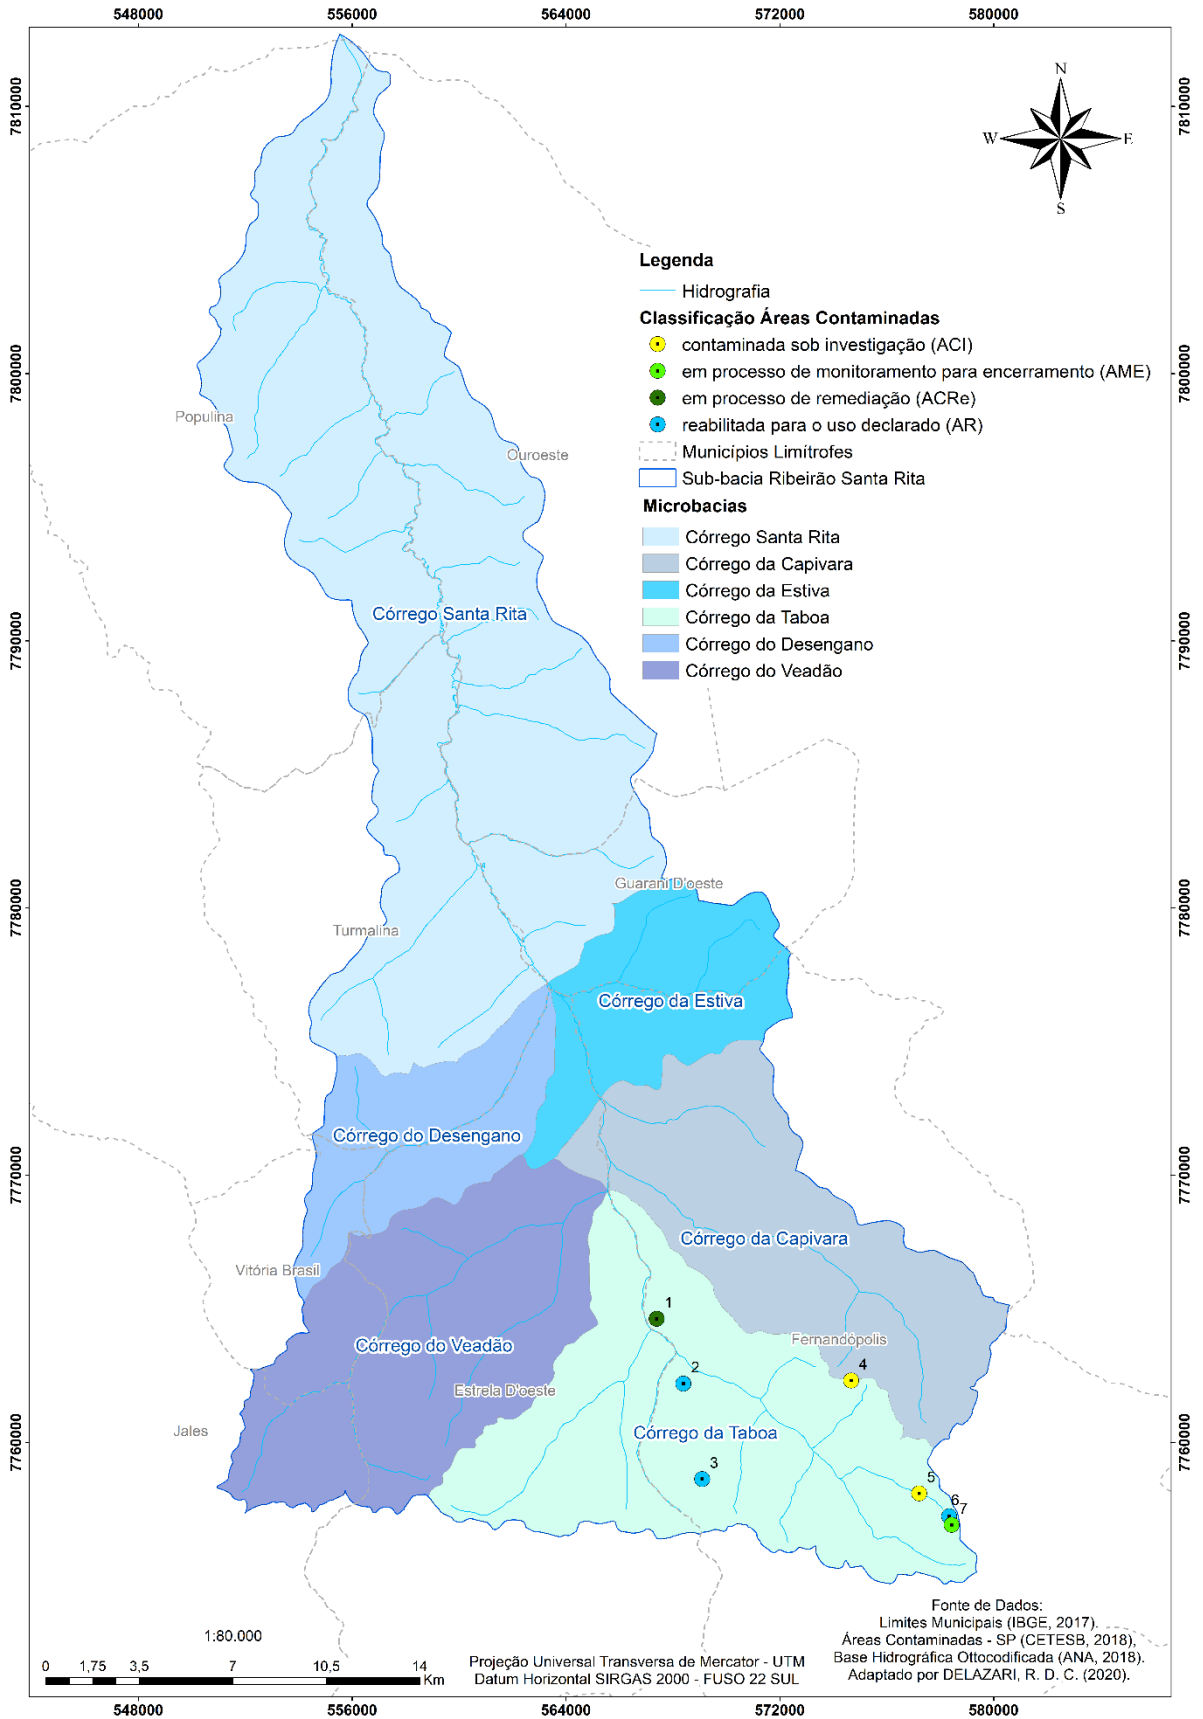 548000
556000
564000
572000
580000
7810000
7810000
N
W
E
S
Legenda
Hidrografia
Classificação Áreas Contaminadas
contaminada sob investigação (ACI)
em processo de monitoramento para encerramento (AME)
em processo de remediação (ACRe)
reabilitada para o uso declarado (AR)
Municípios Limítrofes
Sub-bacia Ribeirão Santa Rita
Microbacias
Córrego Santa Rita
Córrego da Capivara
Córrego da Estiva
Córrego da Taboa
Córrego do Desengano
Córrego do Veadão
7800000
7800000
Populina
Ouroeste
Córrego Santa Rita
7790000
7790000
Guarani D'oeste
7780000
7780000
Turmalina
Córrego da Estiva
Córrego do Desengano
7770000
7770000
Córrego da Capivara
Vitória Brasil
1
Fernandópolis
Córrego do Veadão
2
4
Estrela D'oeste
Jales
Córrego da Taboa
7760000
7760000
3
5
6
7
Fonte de Dados:
Limites Municipais (IBGE, 2017).
Áreas Contaminadas - SP (CETESB, 2018),
Base Hidrográfica Ottocodificada (ANA, 2018).
Adaptado por DELAZARI, R. D. C. (2020).
1:80.000
0 1,75 3,5 7 10,5 14
Km
Projeção Universal Transversa de Mercator - UTM
Datum Horizontal SIRGAS 2000 - FUSO 22 SUL
548000
556000
564000
572000
580000